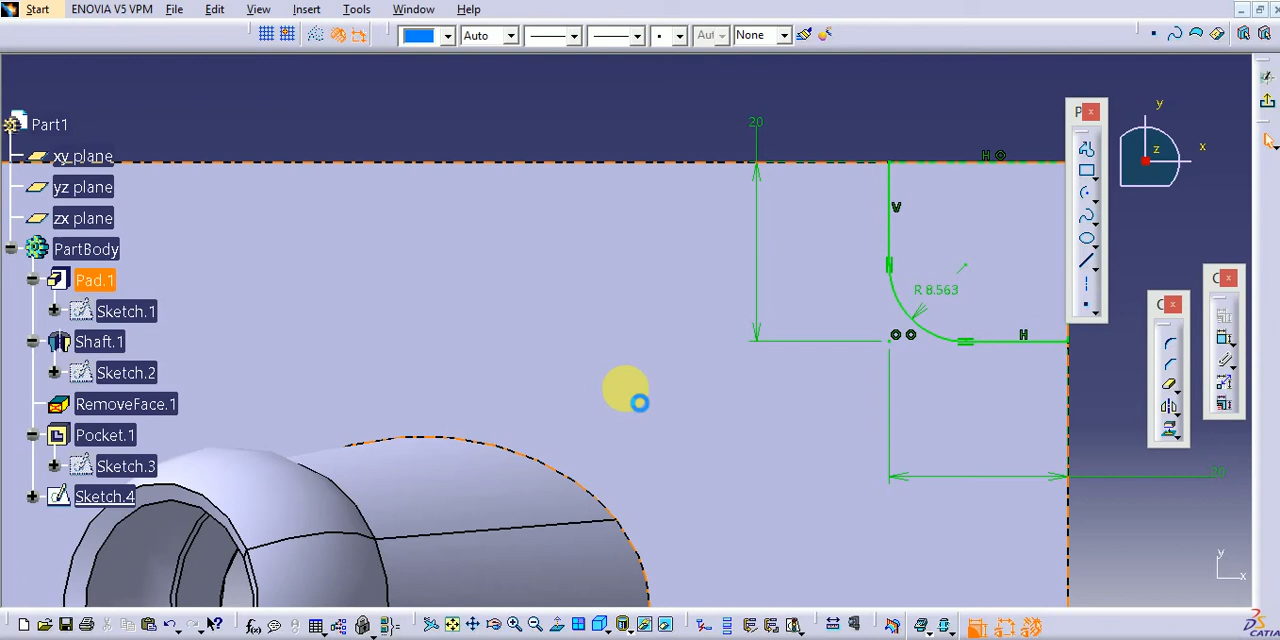 Start ENOVIA V5 VPM File Edit View Insert Tools Window Help
Auto None
Part1
xy plane
yz plane
zx plane
PartBody
Pad.1
Sketch.1
Shaft.1
Sketch.2
RemoveFace.1
Pocket.1
Sketch.3
Sketch.4
20
H
V
R 8.563
H
20
P
C
C
y
x
z
y
x
CATIA